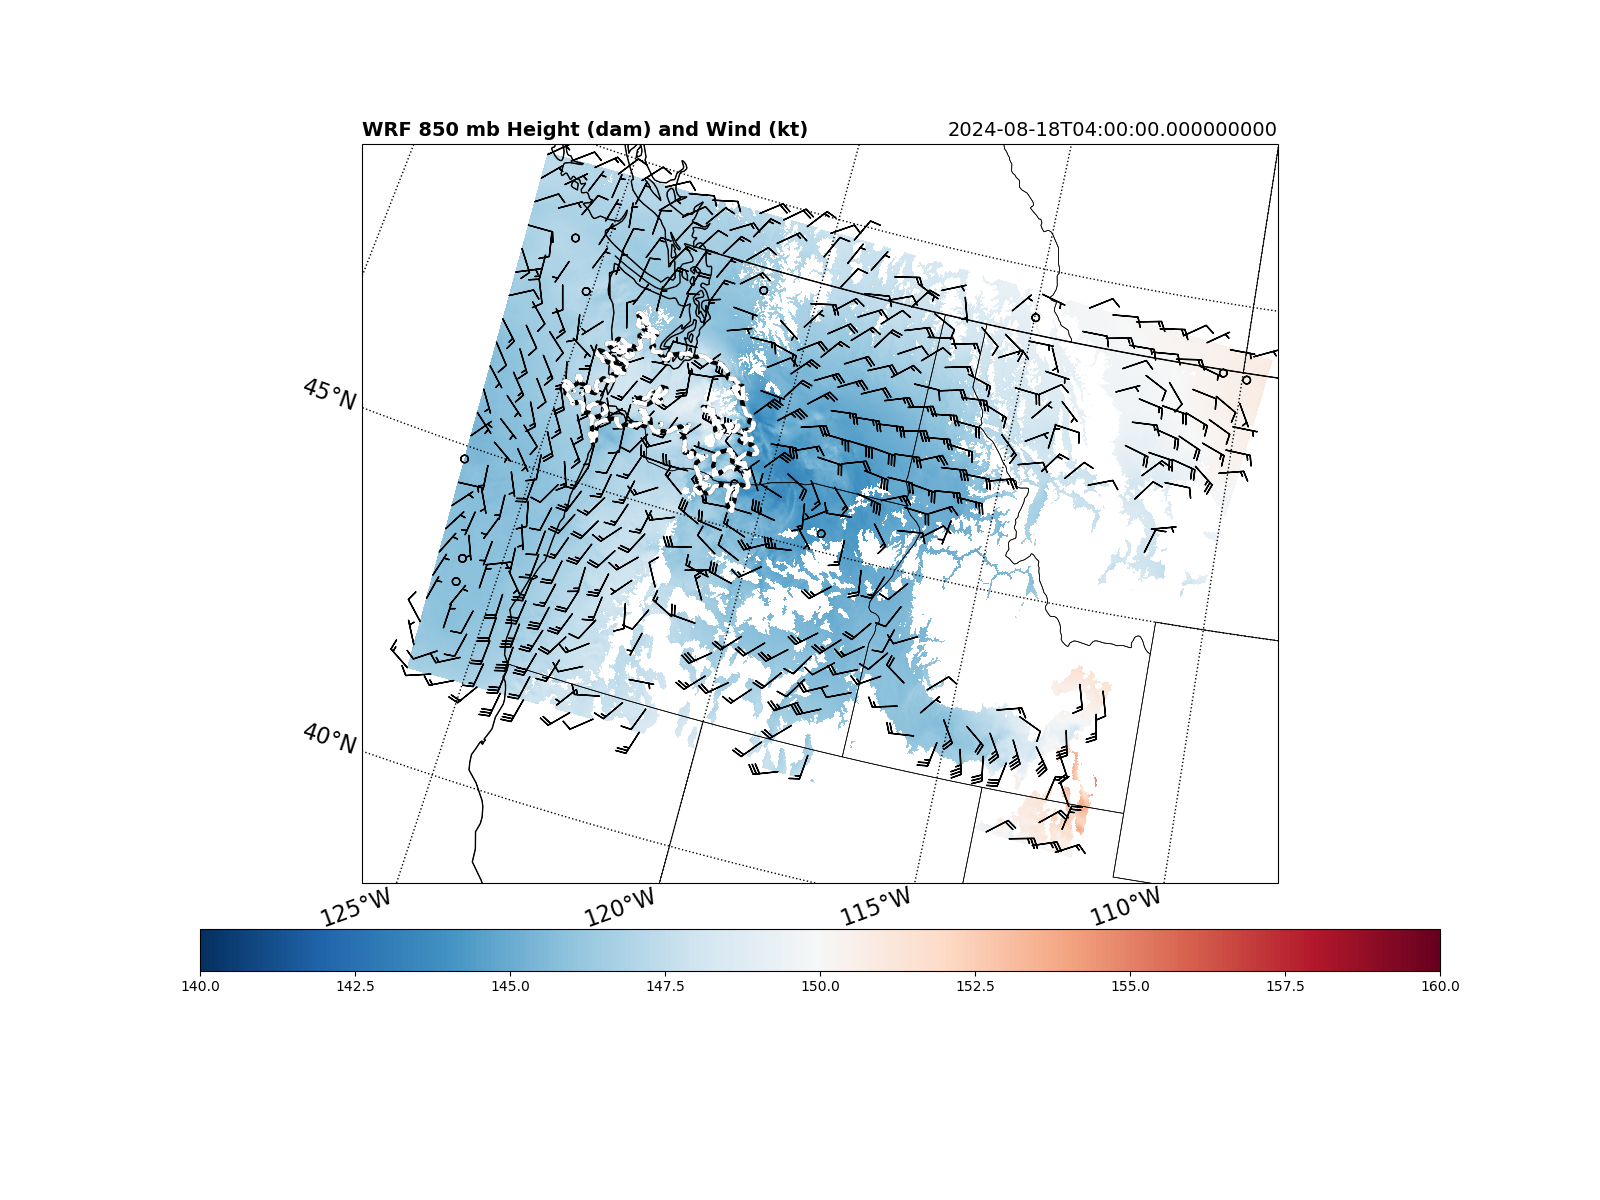 WRF 850 mb Height (dam) and Wind (kt)
2024-08-18T04:00:00.000000000
45°N
40°N
125°W
120°W
115°W
110°W
140.0
142.5
145.0
147.5
150.0
152.5
155.0
157.5
160.0